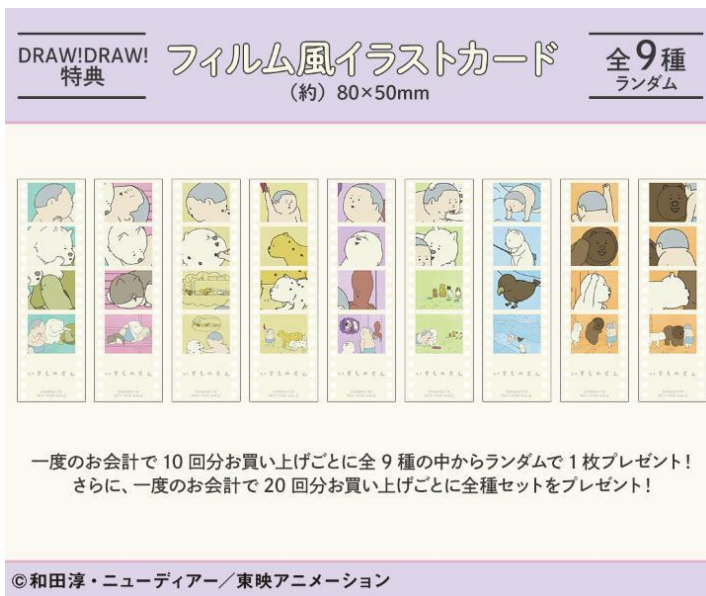 DRAW!DRAW!
特典
フィルム風イラストカード
（約）80×50mm
全9種
ランダム
一度のお会計で 10 回分お買い上げごとに全 9 種の中からランダムで 1 枚プレゼント！
さらに、一度のお会計で 20 回分お買い上げごとに全種セットをプレゼント！
©和田淳・ニューディアー／東映アニメーション